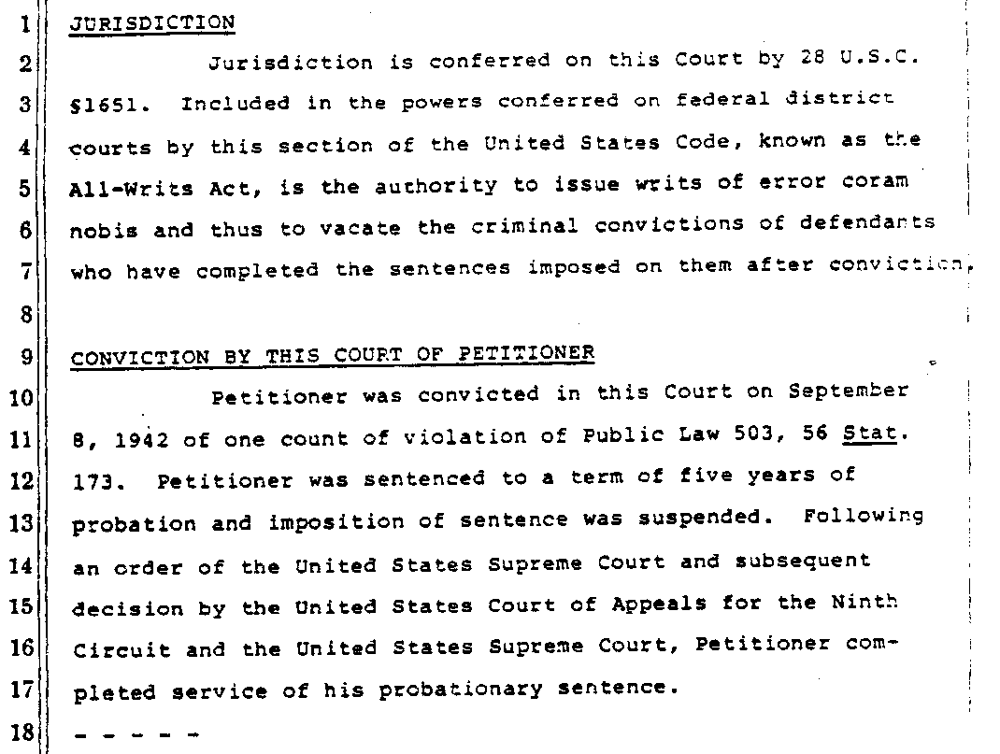 1 JURISDICTION
2 Jurisdiction is conferred on this Court by 28 U.S.C.
3 §1651. Included in the powers conferred on federal district
4 courts by this section of the United States Code, known as the
5 All-Writs Act, is the authority to issue writs of error coram
6 nobis and thus to vacate the criminal convictions of defendants
7 who have completed the sentences imposed on them after conviction.
8
9 CONVICTION BY THIS COURT OF PETITIONER
10 Petitioner was convicted in this Court on September
11 8, 1942 of one count of violation of Public Law 503, 56 Stat.
12 173. Petitioner was sentenced to a term of five years of
13 probation and imposition of sentence was suspended. Following
14 an order of the United States Supreme Court and subsequent
15 decision by the United States Court of Appeals for the Ninth
16 Circuit and the United States Supreme Court, Petitioner com-
17 pleted service of his probationary sentence.
18 - - - - -